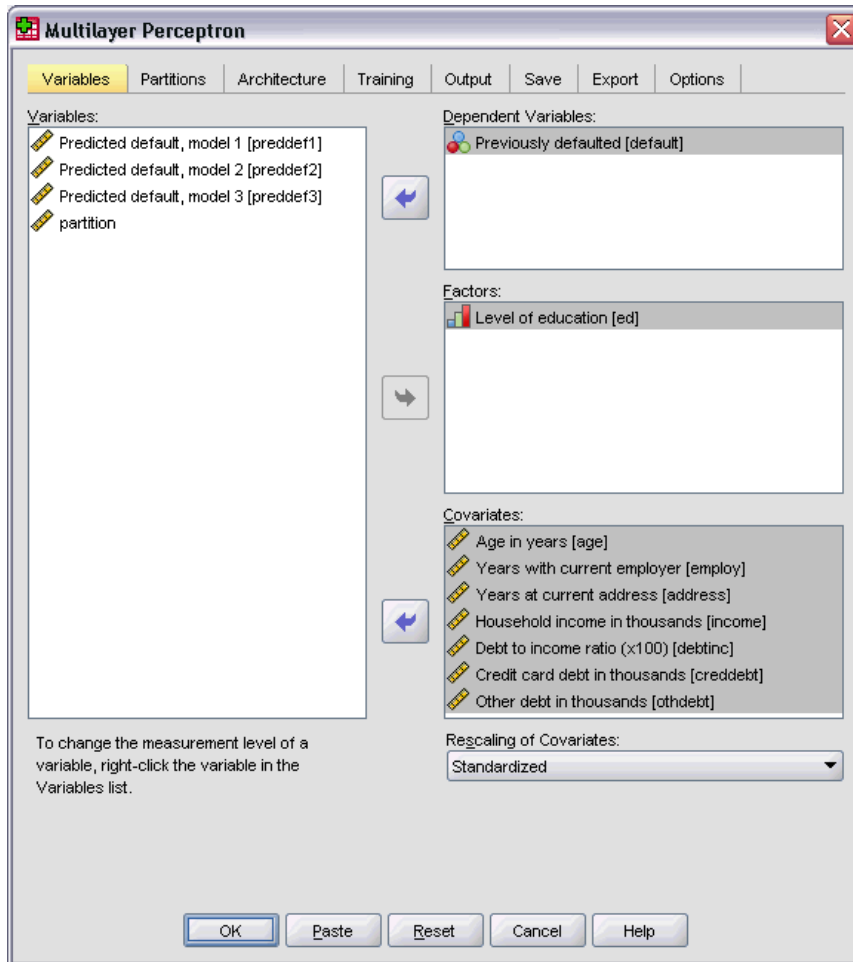 Multilayer Perceptron
Variables Partitions Architecture Training Output Save Export Options
Variables:
Predicted default, model 1 [preddef1]
Predicted default, model 2 [preddef2]
Predicted default, model 3 [preddef3]
partition
To change the measurement level of a
variable, right-click the variable in the
Variables list.
Dependent Variables:
Previously defaulted [default]
Factors:
Level of education [ed]
Covariates:
Age in years [age]
Years with current employer [employ]
Years at current address [address]
Household income in thousands [income]
Debt to income ratio (x100) [debtinc]
Credit card debt in thousands [creddebt]
Other debt in thousands [othdebt]
Rescaling of Covariates:
Standardized
OK Paste Reset Cancel Help